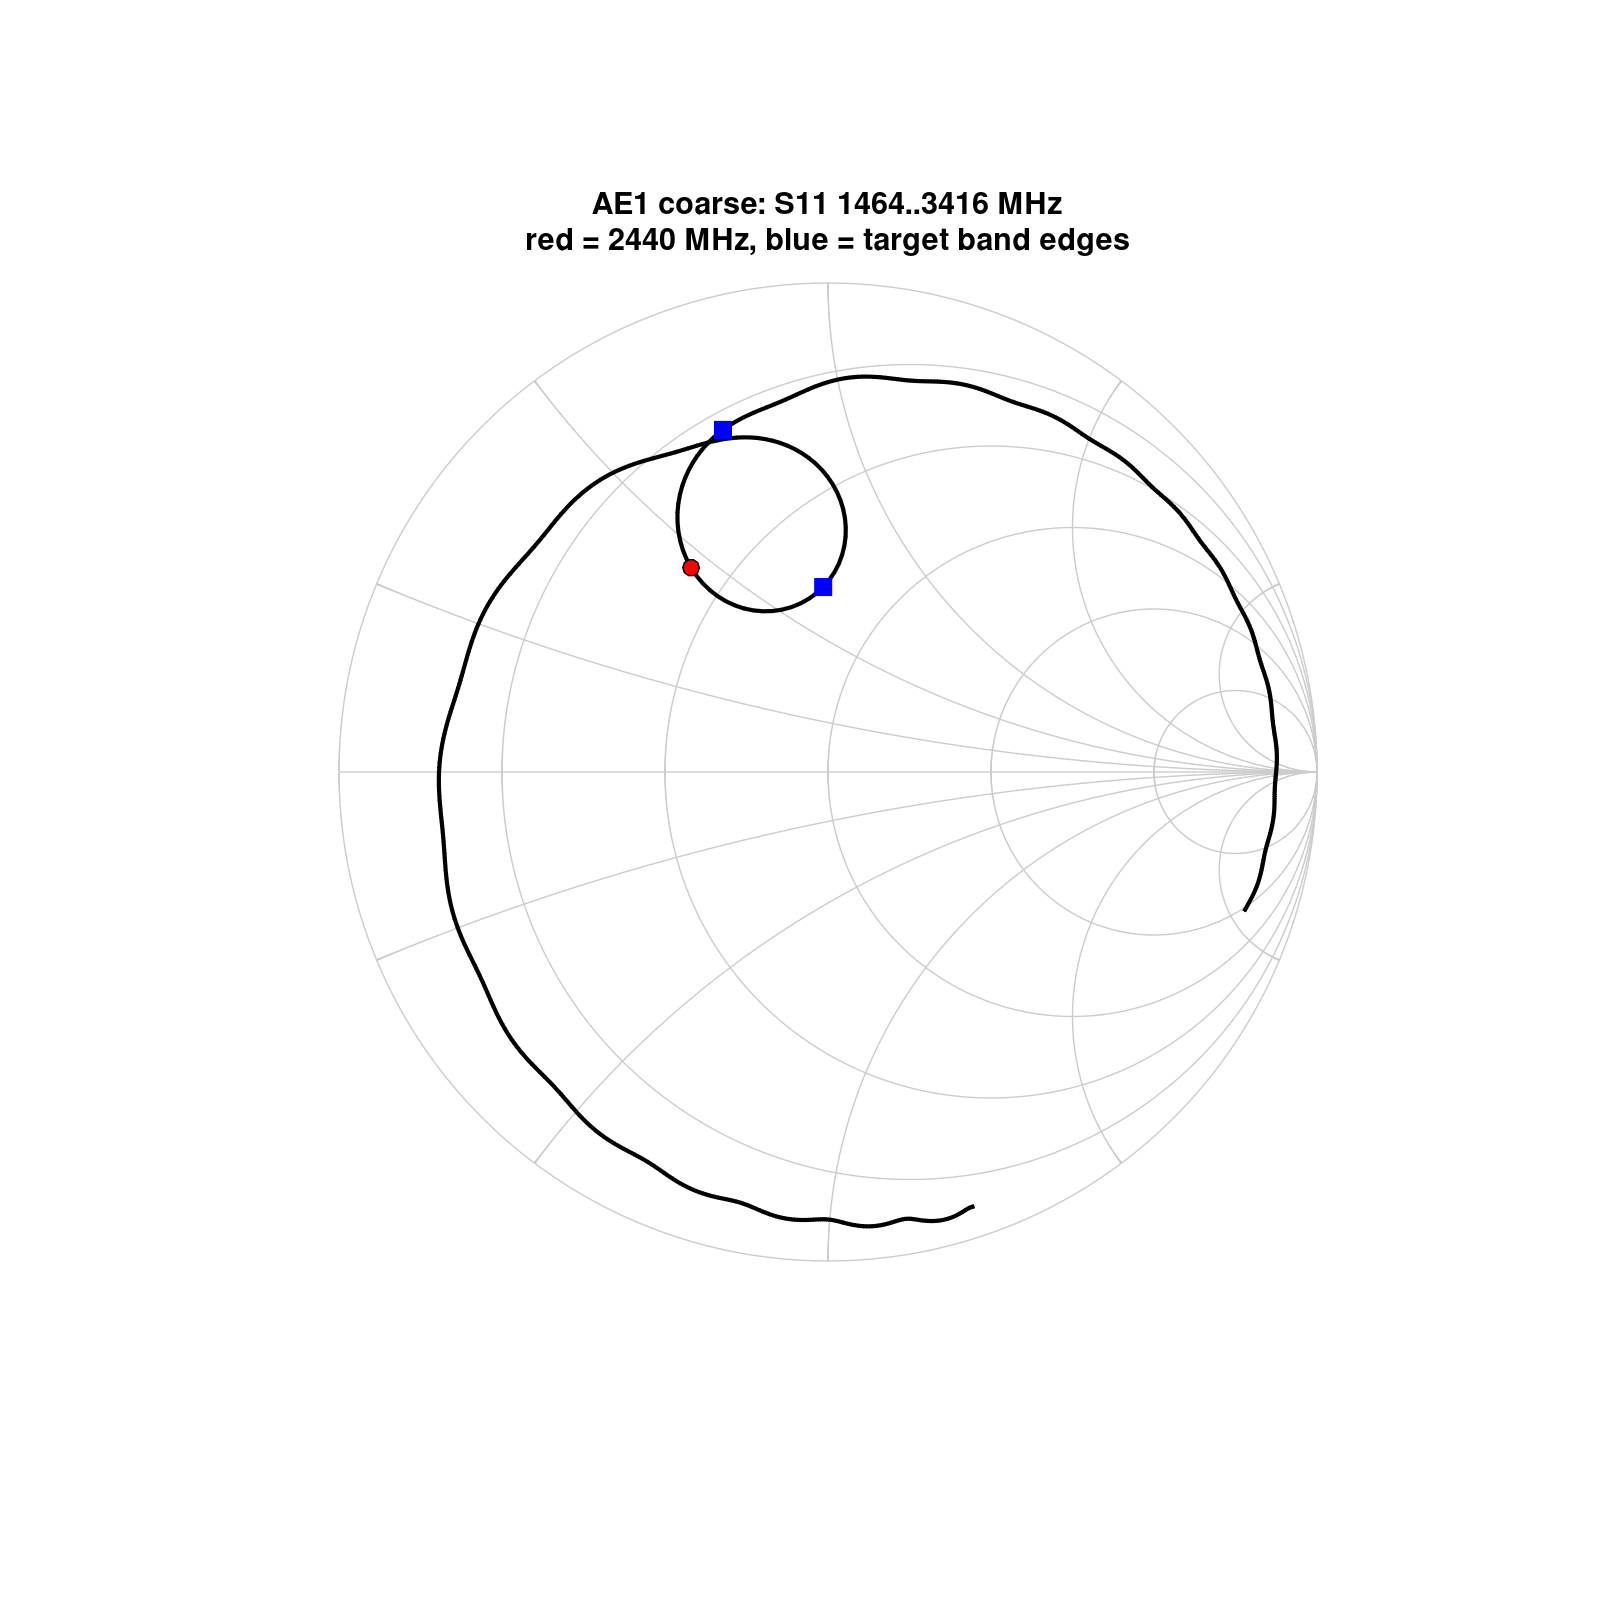 AE1 coarse: S11 1464..3416 MHz
red = 2440 MHz, blue = target band edges